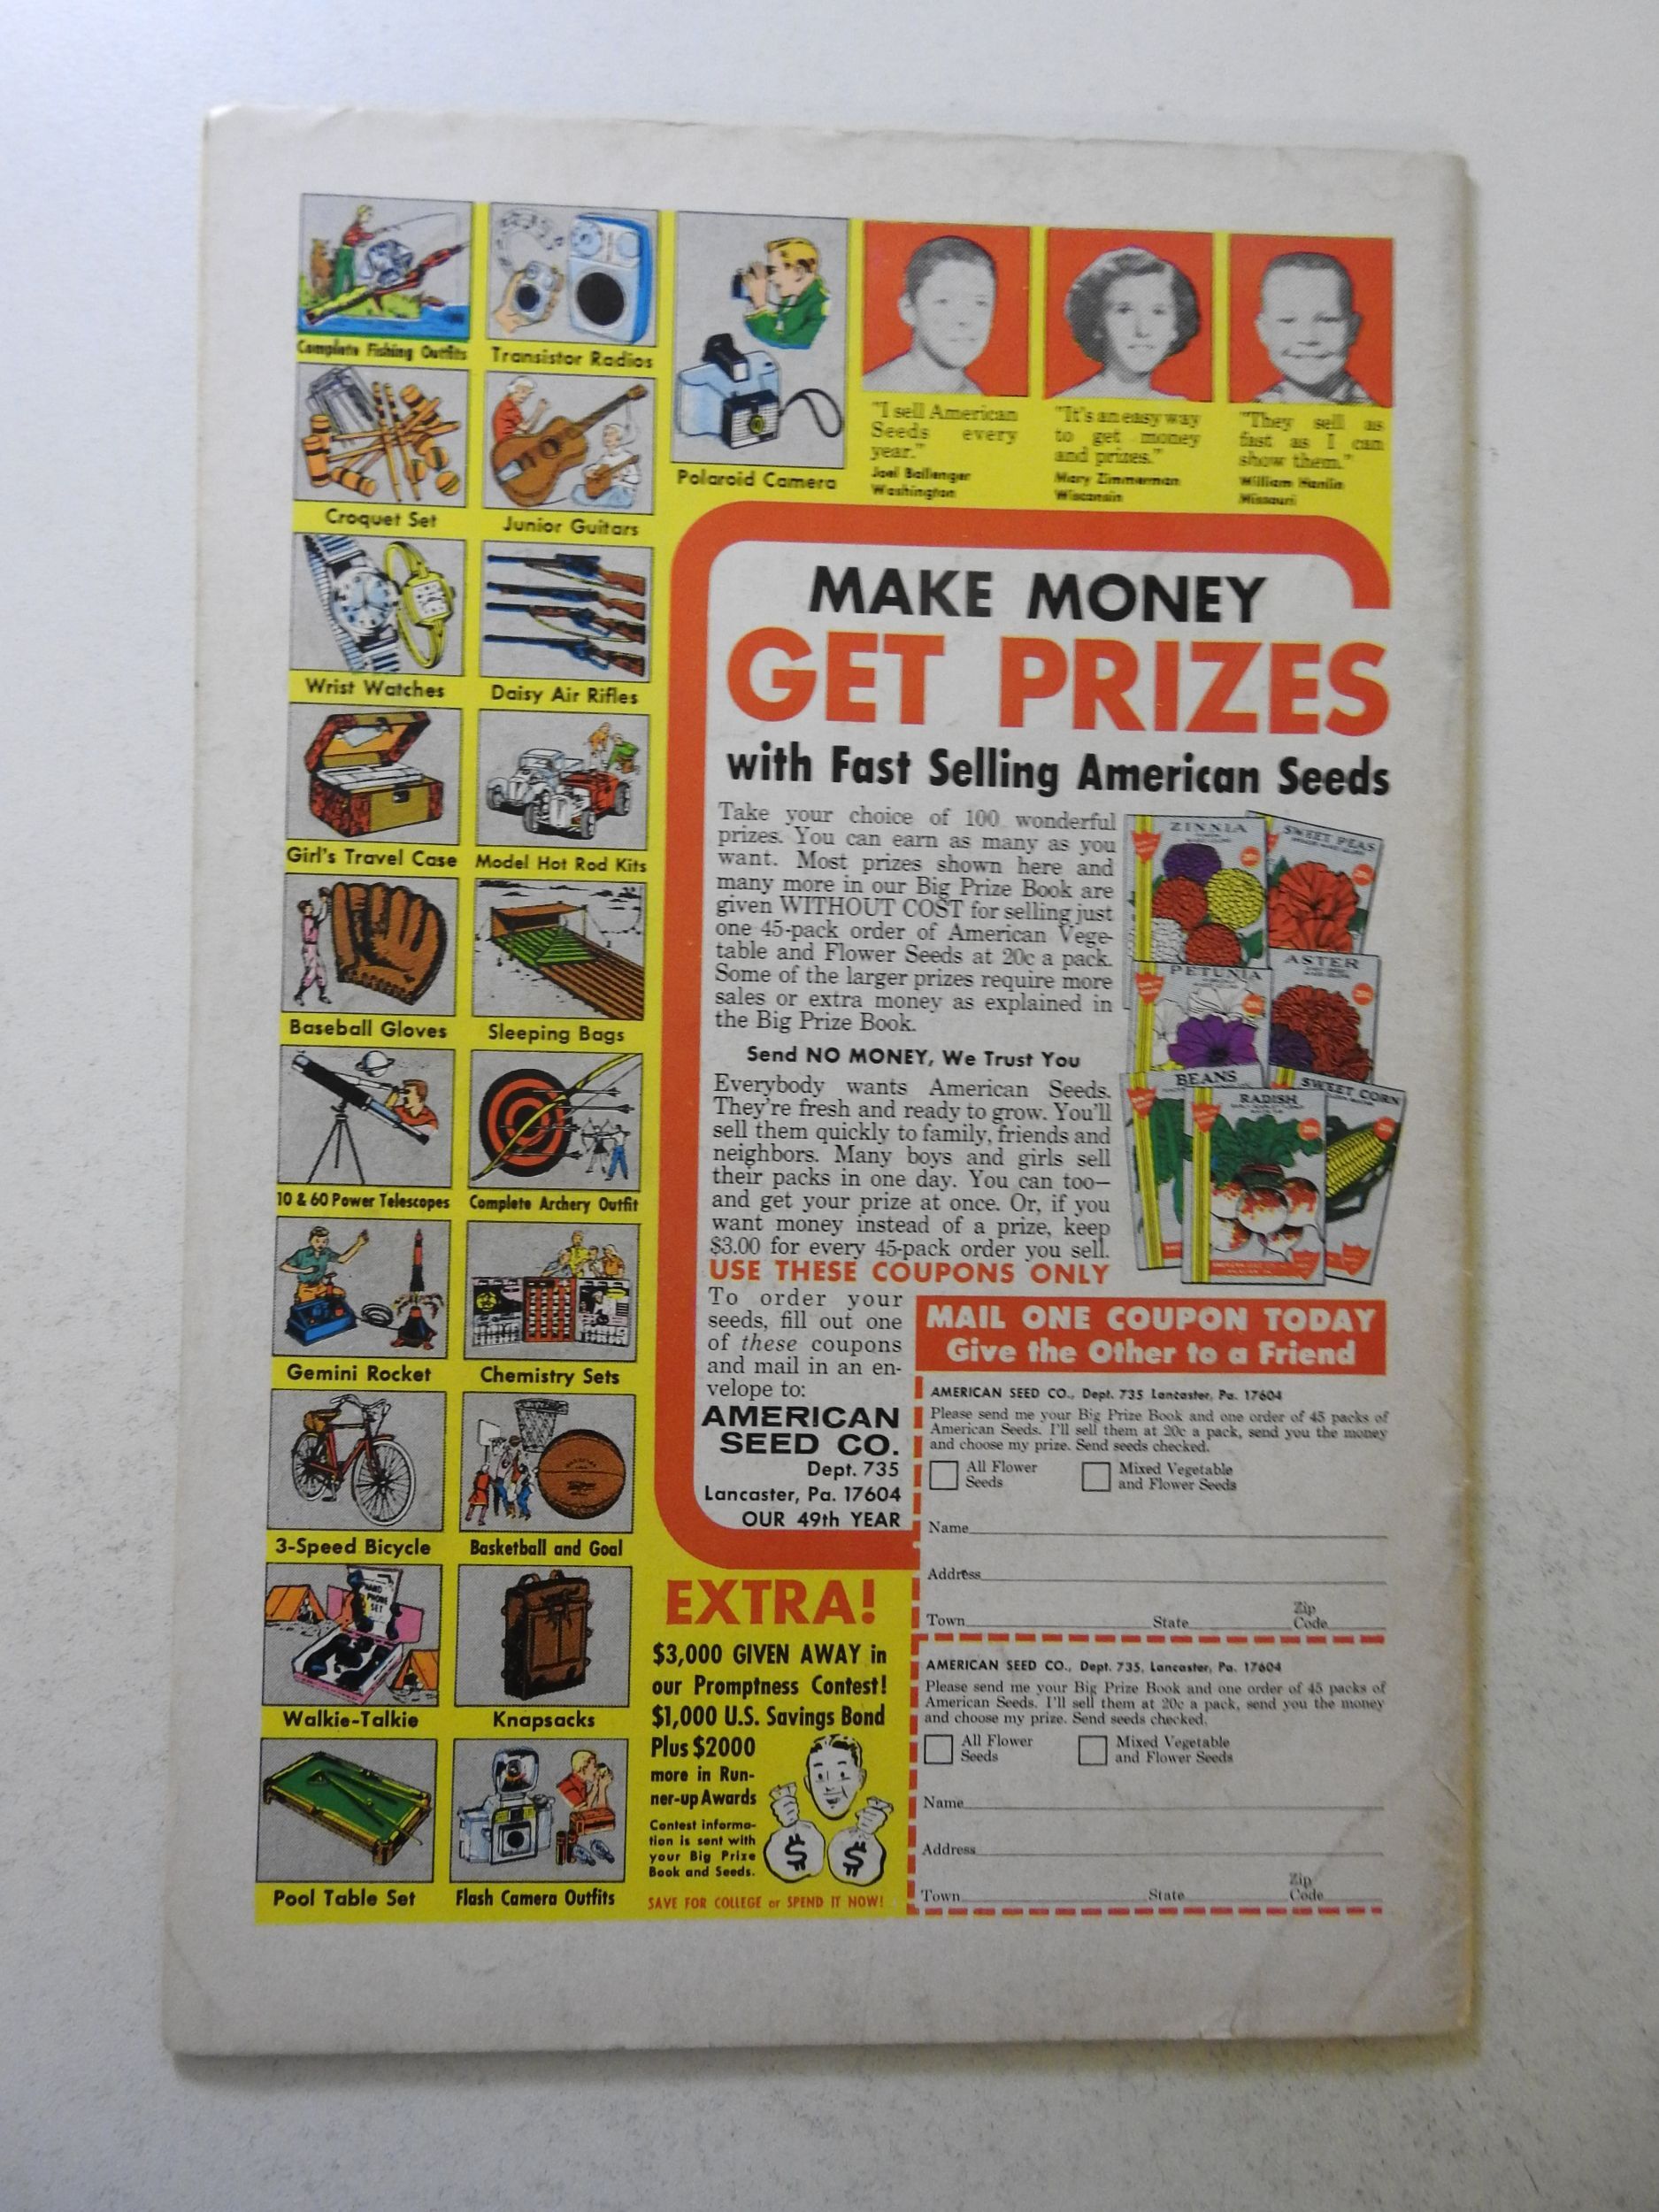 Complete Fishing Outfits
Transistor Radios
Polaroid Camera
"I sell American
Seeds every
year."
Joel Ballenger
Washington
"It's an easy way
to get money
and prizes."
Mary Zimmerman
Wisconsin
"They sell as
fast as I can
show them."
William Hanlin
Missouri
Croquet Set
Junior Guitars
Wrist Watches
Daisy Air Rifles
Girl's Travel Case
Model Hot Rod Kits
Baseball Gloves
Sleeping Bags
10 & 60 Power Telescopes
Complete Archery Outfit
Gemini Rocket
Chemistry Sets
3-Speed Bicycle
Basketball and Goal
HAND
PHONE
SET
Walkie-Talkie
Knapsacks
Pool Table Set
Flash Camera Outfits
MAKE MONEY
GET PRIZES
with Fast Selling American Seeds
Take your choice of 100 wonderful
prizes. You can earn as many as you
want. Most prizes shown here and
many more in our Big Prize Book are
given WITHOUT COST for selling just
one 45-pack order of American Vege-
table and Flower Seeds at 20c a pack.
Some of the larger prizes require more
sales or extra money as explained in
the Big Prize Book.
Send NO MONEY, We Trust You
Everybody wants American Seeds.
They're fresh and ready to grow. You'll
sell them quickly to family, friends and
neighbors. Many boys and girls sell
their packs in one day. You can too—
and get your prize at once. Or, if you
want money instead of a prize, keep
$3.00 for every 45-pack order you sell.
USE THESE COUPONS ONLY
ZINNIA
SWEET PEAS
PETUNIA
ASTER
BEANS
RADISH
SWEET CORN
To order your
seeds, fill out one
of these coupons
and mail in an en-
velope to:
AMERICAN
SEED CO.
Dept. 735
Lancaster, Pa. 17604
OUR 49th YEAR
MAIL ONE COUPON TODAY
Give the Other to a Friend
AMERICAN SEED CO., Dept. 735 Lancaster, Pa. 17604
Please send me your Big Prize Book and one order of 45 packs of
American Seeds. I'll sell them at 20c a pack, send you the money
and choose my prize. Send seeds checked.
All Flower
Seeds
Mixed Vegetable
and Flower Seeds
Name
Address
Town State Zip Code
EXTRA!
$3,000 GIVEN AWAY in
our Promptness Contest!
$1,000 U.S. Savings Bond
Plus $2000
more in Run-
ner-up Awards
Contest informa-
tion is sent with
your Big Prize
Book and Seeds.
$ $
SAVE FOR COLLEGE or SPEND IT NOW!
AMERICAN SEED CO., Dept. 735, Lancaster, Pa. 17604
Please send me your Big Prize Book and one order of 45 packs of
American Seeds. I'll sell them at 20c a pack, send you the money
and choose my prize. Send seeds checked.
All Flower
Seeds
Mixed Vegetable
and Flower Seeds
Name
Address
Town State Zip Code